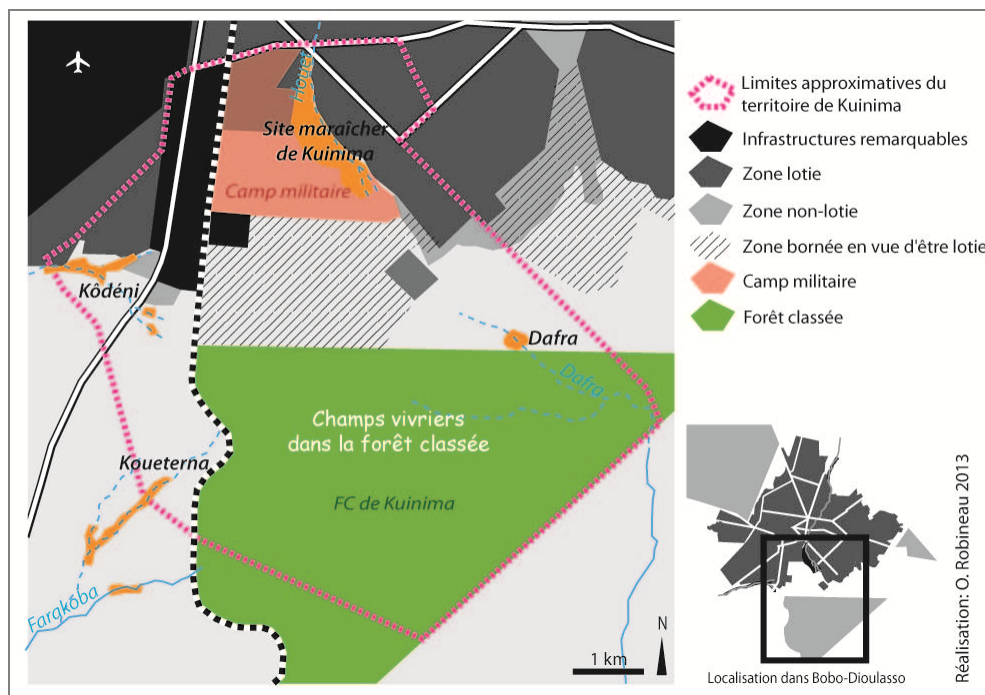 Houet
Site maraîcher
de Kuinima
Camp militaire
Kôdéni
Dafra
Dafra
Champs vivriers
dans la forêt classée
Koueterna
FC de Kuinima
Farakôba
1 km
N
Limites approximatives du
territoire de Kuinima
Infrastructures remarquables
Zone lotie
Zone non-lotie
Zone bornée en vue d'être lotie
Camp militaire
Forêt classée
Localisation dans Bobo-Dioulasso
Réalisation: O. Robineau 2013